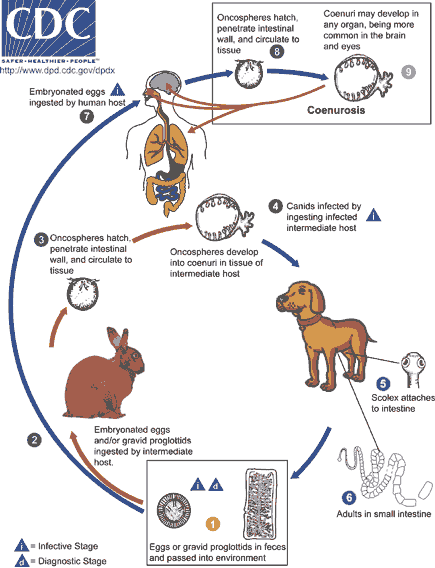 CDC
SAFER • HEALTHIER • PEOPLE™
http://www.dpd.cdc.gov/dpdx
Oncospheres hatch,
penetrate intestinal
wall, and circulate to
tissue
8
Coenuri may develop in
any organ, being more
common in the brain
and eyes
9
Coenurosis
Embryonated eggs
ingested by human host
i
7
3
Oncospheres hatch,
penetrate intestinal
wall, and circulate to
tissue
Oncospheres develop
into coenuri in tissue of
intermediate host
4
Canids infected by
ingesting infected
intermediate host
i
5
Scolex attaches
to intestine
2
Embryonated eggs
and/or gravid proglottids
ingested by intermediate
host.
6
Adults in small intestine
i
d
1
Eggs or gravid proglottids in feces
and passed into environment
i = Infective Stage
d = Diagnostic Stage